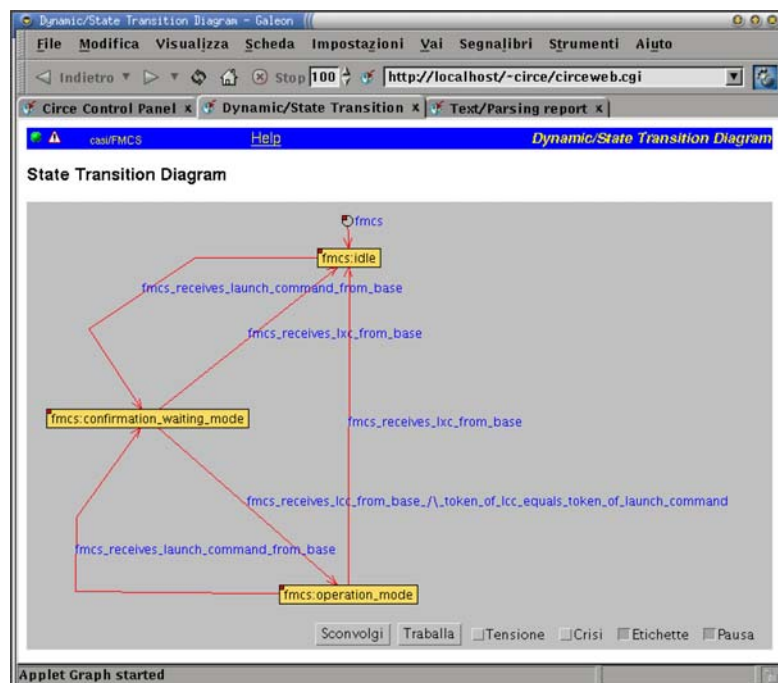 Dynamic/State Transition Diagram - Galeon
File Modifica Visualizza Scheda Impostazioni Vai Segnalibri Strumenti Aiuto
Indietro Stop 100 http://localhost/~circe/circeweb.cgi
Circe Control Panel x Dynamic/State Transition x Text/Parsing report x
casi/FMCS Help Dynamic/State Transition Diagram
State Transition Diagram
fmcs
fmcs:idle
fmcs_receives_launch_command_from_base
fmcs_receives_lxc_from_base
fmcs:confirmation_waiting_mode
fmcs_receives_lxc_from_base
fmcs_receives_lcc_from_base_/\_token_of_lcc_equals_token_of_launch_command
fmcs_receives_launch_command_from_base
fmcs:operation_mode
Sconvolgi Traballa Tensione Crisi Etichette Pausa
Applet Graph started